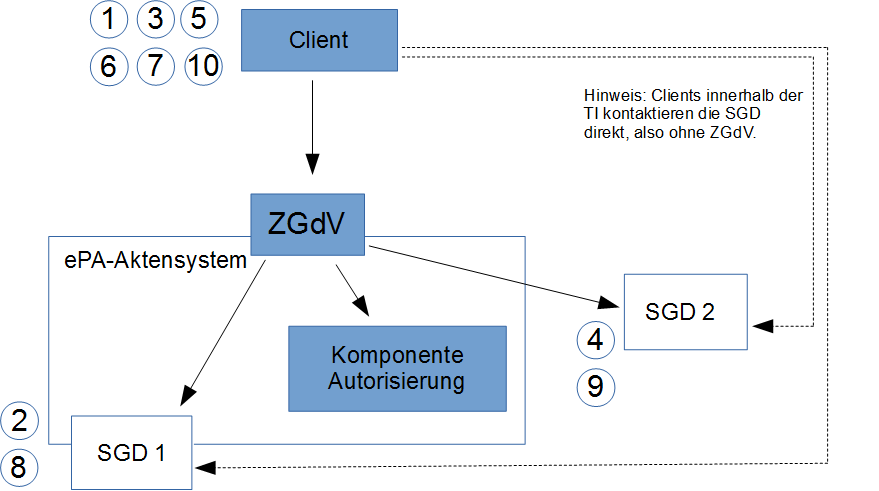 1 3 5
6 7 10
Client
Hinweis: Clients innerhalb der
TI kontaktieren die SGD
direkt, also ohne ZGdV.
ZGdV
ePA-Aktensystem
SGD 2
4
9
Komponente
Autorisierung
2
8
SGD 1